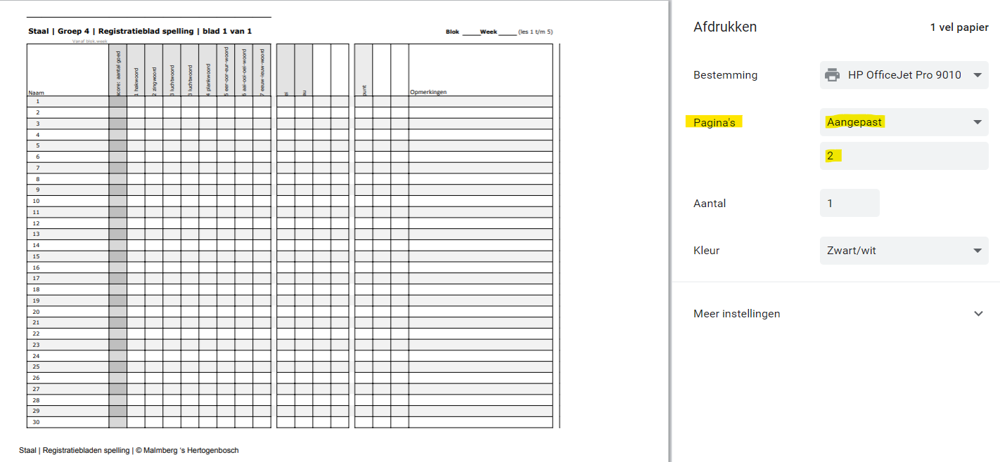 Staal | Groep 4 | Registratieblad spelling | blad 1 van 1
Blok _____Week _____ (les 1 t/m 5)
Vanaf blok.week
Naam
score: aantal goed
1 hakwoord
2 zingwoord
3 luchtwoord
3 luchtwoord
4 plankwoord
5 eer-oor-eur-woord
6 aai-ooi-oei-woord
7 eeuw-ieuw-woord
ei
au
punt
Opmerkingen
1
2
3
4
5
6
7
8
9
10
11
12
13
14
15
16
17
18
19
20
21
22
23
24
25
26
27
28
29
30
Staal | Registratiebladen spelling | © Malmberg 's Hertogenbosch
Afdrukken
1 vel papier
Bestemming
HP OfficeJet Pro 9010
Pagina's
Aangepast
2
Aantal
1
Kleur
Zwart/wit
Meer instellingen